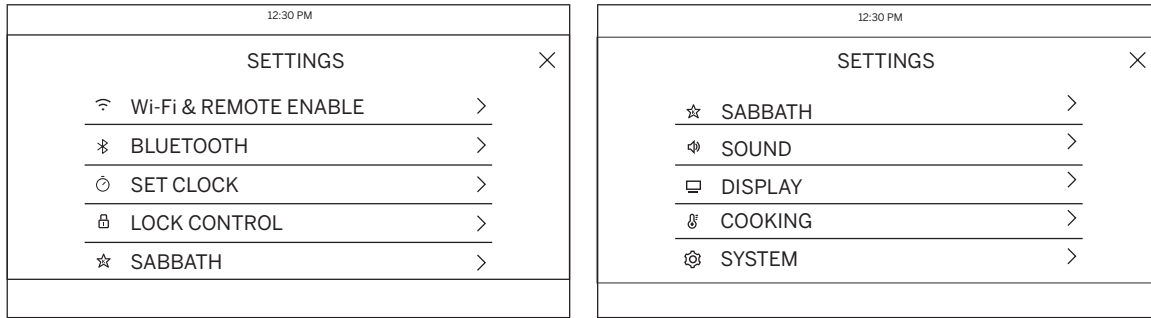 12:30 PM
SETTINGS
Wi-Fi & REMOTE ENABLE
BLUETOOTH
SET CLOCK
LOCK CONTROL
SABBATH
12:30 PM
SETTINGS
SABBATH
SOUND
DISPLAY
COOKING
SYSTEM